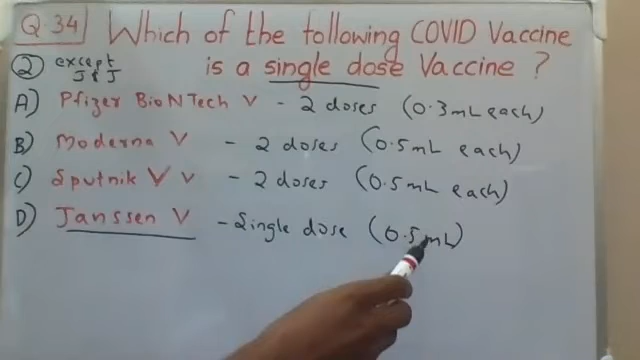 Q.34 Which of the following COVID Vaccine
② except J & J is a single dose Vaccine ?
A) Pfizer BioNTech V - 2 doses (0.3mL each)
B) Moderna V - 2 doses (0.5mL each)
C) Sputnik V v - 2 doses (0.5mL each)
D) Janssen V - Single dose (0.5mL)